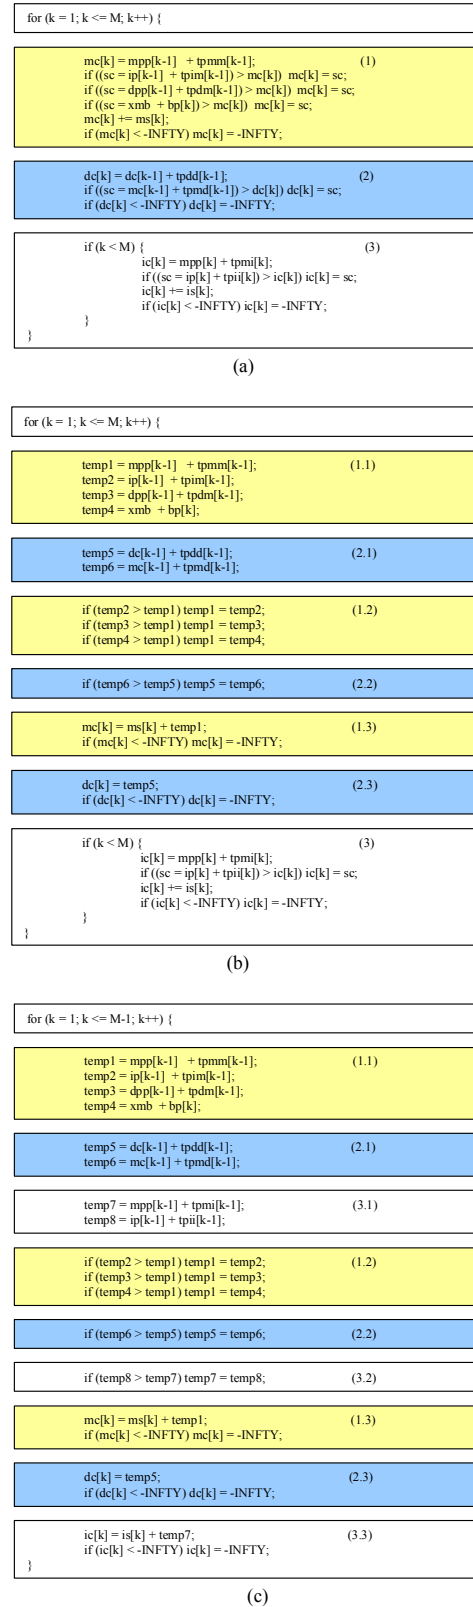 for (k = 1; k <= M; k++) {
mc[k] = mpp[k-1] + tpmm[k-1]; (1)
if ((sc = ip[k-1] + tpim[k-1]) > mc[k]) mc[k] = sc;
if ((sc = dpp[k-1] + tpdm[k-1]) > mc[k]) mc[k] = sc;
if ((sc = xmb + bp[k]) > mc[k]) mc[k] = sc;
mc[k] += ms[k];
if (mc[k] < -INFTY) mc[k] = -INFTY;
dc[k] = dc[k-1] + tpdd[k-1]; (2)
if ((sc = mc[k-1] + tpmd[k-1]) > dc[k]) dc[k] = sc;
if (dc[k] < -INFTY) dc[k] = -INFTY;
if (k < M) { (3)
ic[k] = mpp[k] + tpmi[k];
if ((sc = ip[k] + tpii[k]) > ic[k]) ic[k] = sc;
ic[k] += is[k];
if (ic[k] < -INFTY) ic[k] = -INFTY;
}
}
(a)
for (k = 1; k <= M; k++) {
temp1 = mpp[k-1] + tpmm[k-1]; (1.1)
temp2 = ip[k-1] + tpim[k-1];
temp3 = dpp[k-1] + tpdm[k-1];
temp4 = xmb + bp[k];
temp5 = dc[k-1] + tpdd[k-1]; (2.1)
temp6 = mc[k-1] + tpmd[k-1];
if (temp2 > temp1) temp1 = temp2; (1.2)
if (temp3 > temp1) temp1 = temp3;
if (temp4 > temp1) temp1 = temp4;
if (temp6 > temp5) temp5 = temp6; (2.2)
mc[k] = ms[k] + temp1; (1.3)
if (mc[k] < -INFTY) mc[k] = -INFTY;
dc[k] = temp5; (2.3)
if (dc[k] < -INFTY) dc[k] = -INFTY;
if (k < M) { (3)
ic[k] = mpp[k] + tpmi[k];
if ((sc = ip[k] + tpii[k]) > ic[k]) ic[k] = sc;
ic[k] += is[k];
if (ic[k] < -INFTY) ic[k] = -INFTY;
}
}
(b)
for (k = 1; k <= M-1; k++) {
temp1 = mpp[k-1] + tpmm[k-1]; (1.1)
temp2 = ip[k-1] + tpim[k-1];
temp3 = dpp[k-1] + tpdm[k-1];
temp4 = xmb + bp[k];
temp5 = dc[k-1] + tpdd[k-1]; (2.1)
temp6 = mc[k-1] + tpmd[k-1];
temp7 = mpp[k-1] + tpmi[k-1]; (3.1)
temp8 = ip[k-1] + tpii[k-1];
if (temp2 > temp1) temp1 = temp2; (1.2)
if (temp3 > temp1) temp1 = temp3;
if (temp4 > temp1) temp1 = temp4;
if (temp6 > temp5) temp5 = temp6; (2.2)
if (temp8 > temp7) temp7 = temp8; (3.2)
mc[k] = ms[k] + temp1; (1.3)
if (mc[k] < -INFTY) mc[k] = -INFTY;
dc[k] = temp5; (2.3)
if (dc[k] < -INFTY) dc[k] = -INFTY;
ic[k] = is[k] + temp7; (3.3)
if (ic[k] < -INFTY) ic[k] = -INFTY;
}
(c)